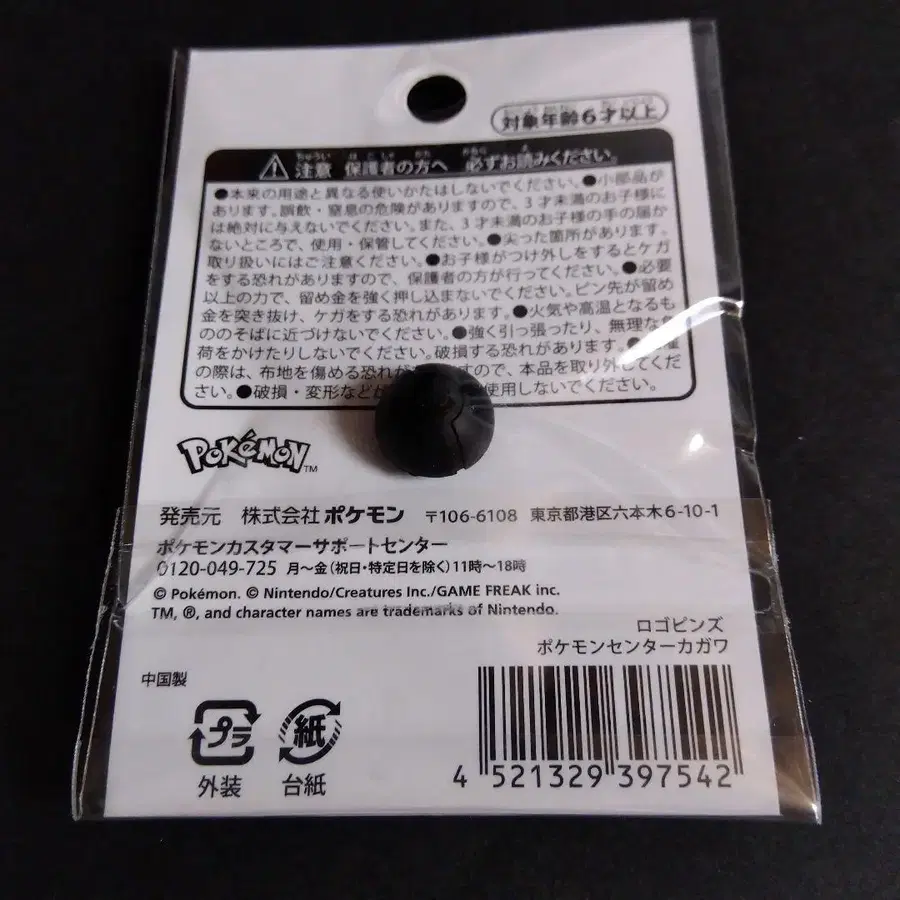 対象年齢6才以上
注意 保護者の方へ 必ずお読みください。
●本来の用途と異なる使いかたはしないでください。●小部品が
あります。誤飲・窒息の危険がありますので、3才未満のお子様に
は絶対に与えないでください。また、3才未満のお子様の手の届か
ないところで、使用・保管してください。●尖った箇所があります。
取り扱いにはご注意ください。●お子様がつけ外しをするとケガ
をする恐れがありますので、保護者の方が行ってください。●必要
以上の力で、留め金を強く押し込まないでください。ピン先が留め
金を突き抜け、ケガをする恐れがあります。●火気や高温となるも
ののそばに近づけないでください。●強く引っ張ったり、無理な
荷をかけたりしないでください。破損する恐れがあります。
の際は、布地を傷める恐れが ますので、本品を取り外してく
さい。●破損・変形など 使用しないでください。
POKéMON TM
発売元 株式会社ポケモン 〒106-6108 東京都港区六本木6-10-1
ポケモンカスタマーサポートセンター
0120-049-725 月～金(祝日・特定日を除く)11時～18時
© Pokémon. © Nintendo/Creatures Inc./GAME FREAK inc.
TM, ®, and character names are trademarks of Nintendo.
ロゴピンズ
ポケモンセンターカガワ
中国製
プラ
外装
紙
台紙
4 521329 397542